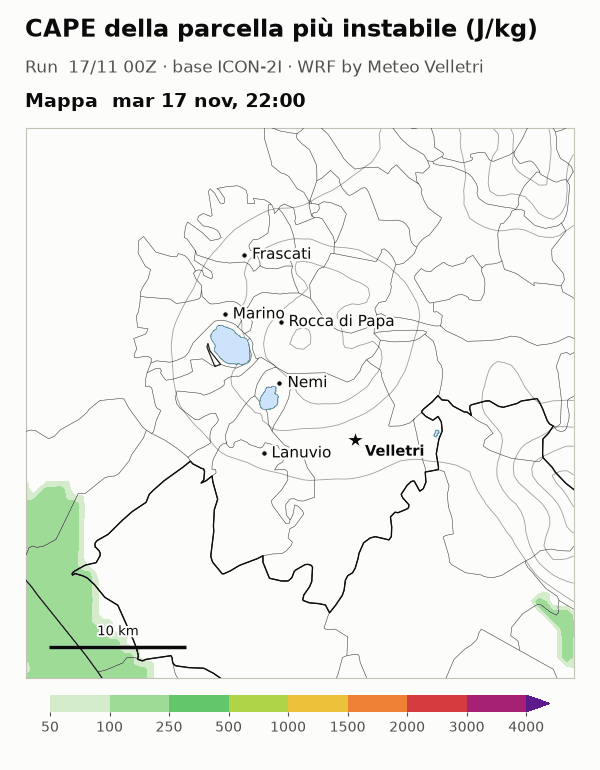 CAPE della parcella più instabile (J/kg)
Run  17/11 00Z · base ICON-2I · WRF by Meteo Velletri
Mappa  mar 17 nov, 22:00
Frascati
Marino
Rocca di Papa
Nemi
Velletri
Lanuvio
10 km
50 100 250 500 1000 1500 2000 3000 4000